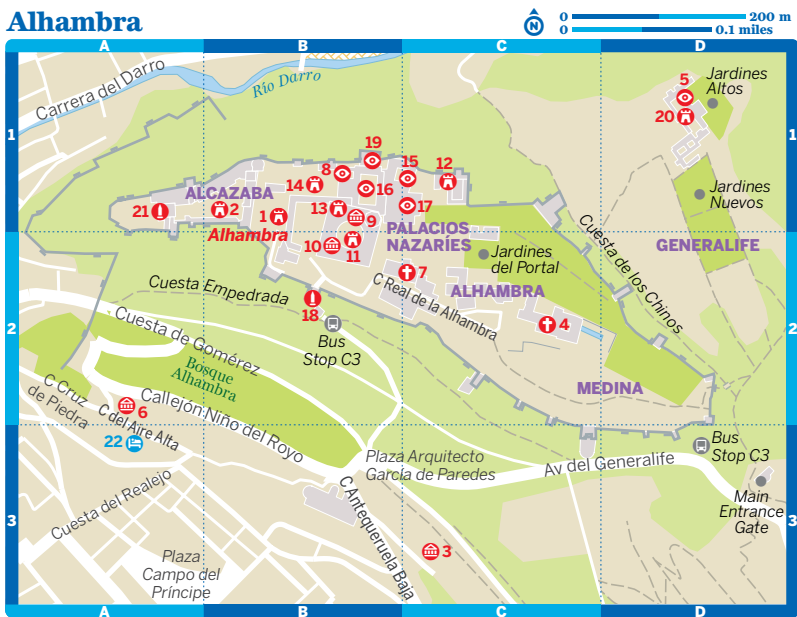 Alhambra
N
0 200 m
0 0.1 miles
A B C D
1 1
2 2
3 3
Carrera del Darro
Río Darro
5
Jardines
Altos
20
19
8
15
12
14
16
ALCAZABA
21
2
1
13
9
17
Jardines
Nuevos
Alhambra
10
11
PALACIOS
NAZARÍES
GENERALIFE
Cuesta de los Chinos
Jardines
del Portal
7
C Real de la Alhambra
ALHAMBRA
4
Cuesta Empedrada
18
Bus
Stop C3
Cuesta de Gomérez
Bosque
Alhambra
MEDINA
C Cruz
de Piedra
6
C del Aire Alta
Callejón Niño del Royo
22
Plaza Arquitecto
García de Paredes
Av del Generalife
Bus
Stop C3
Cuesta del Realejo
C Antequeruela Baja
Main
Entrance
Gate
3
Plaza
Campo del
Príncipe
A B C D